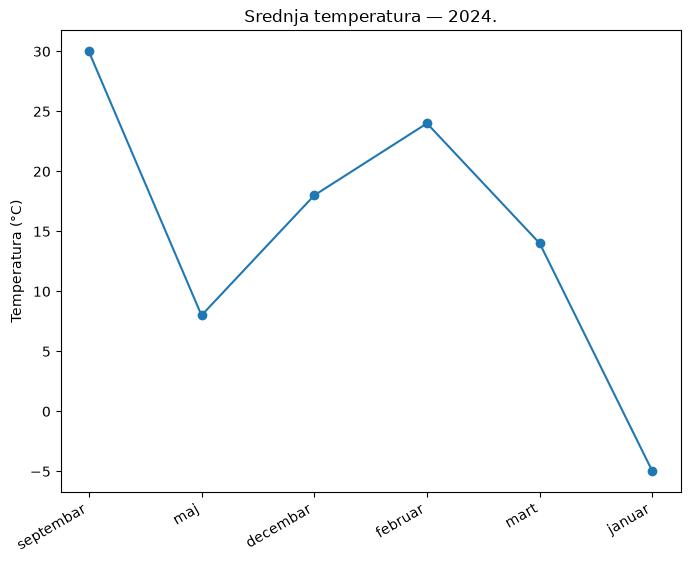 Srednja temperatura — 2024.
Temperatura (°C)
30
25
20
15
10
5
0
−5
septembar
maj
decembar
februar
mart
januar